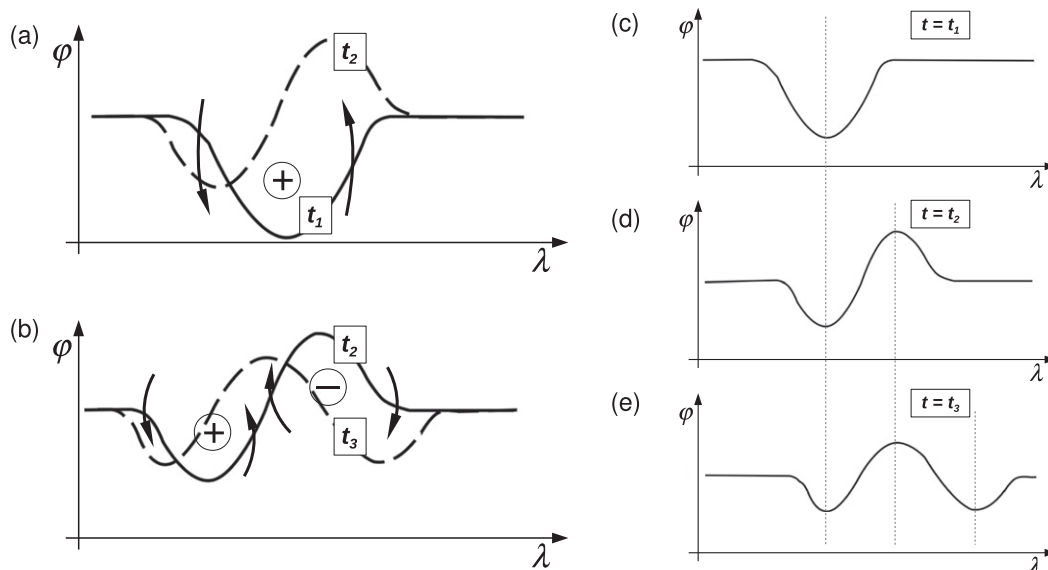 (a)
φ
t₂
+
t₁
λ
(b)
φ
t₂
−
+
t₃
λ
(c)
φ
t = t₁
λ
(d)
φ
t = t₂
λ
(e)
φ
t = t₃
λ